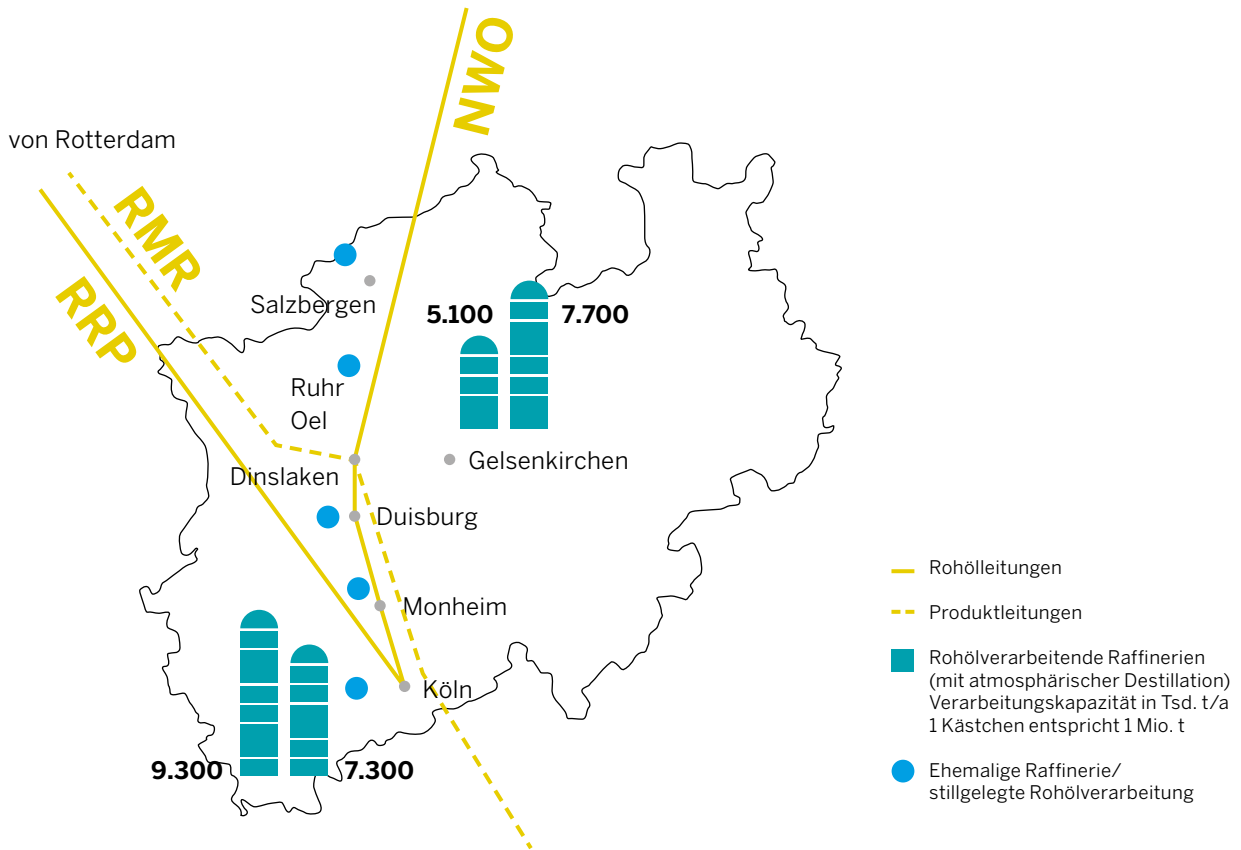 NWO
von Rotterdam
RMR
RRP
Salzbergen
5.100
7.700
Ruhr
Oel
Dinslaken
Gelsenkirchen
Duisburg
Monheim
Köln
9.300
7.300
Rohölleitungen
Produktleitungen
Rohölverarbeitende Raffinerien
(mit atmosphärischer Destillation)
Verarbeitungskapazität in Tsd. t/a
1 Kästchen entspricht 1 Mio. t
Ehemalige Raffinerie/
stillgelegte Rohölverarbeitung